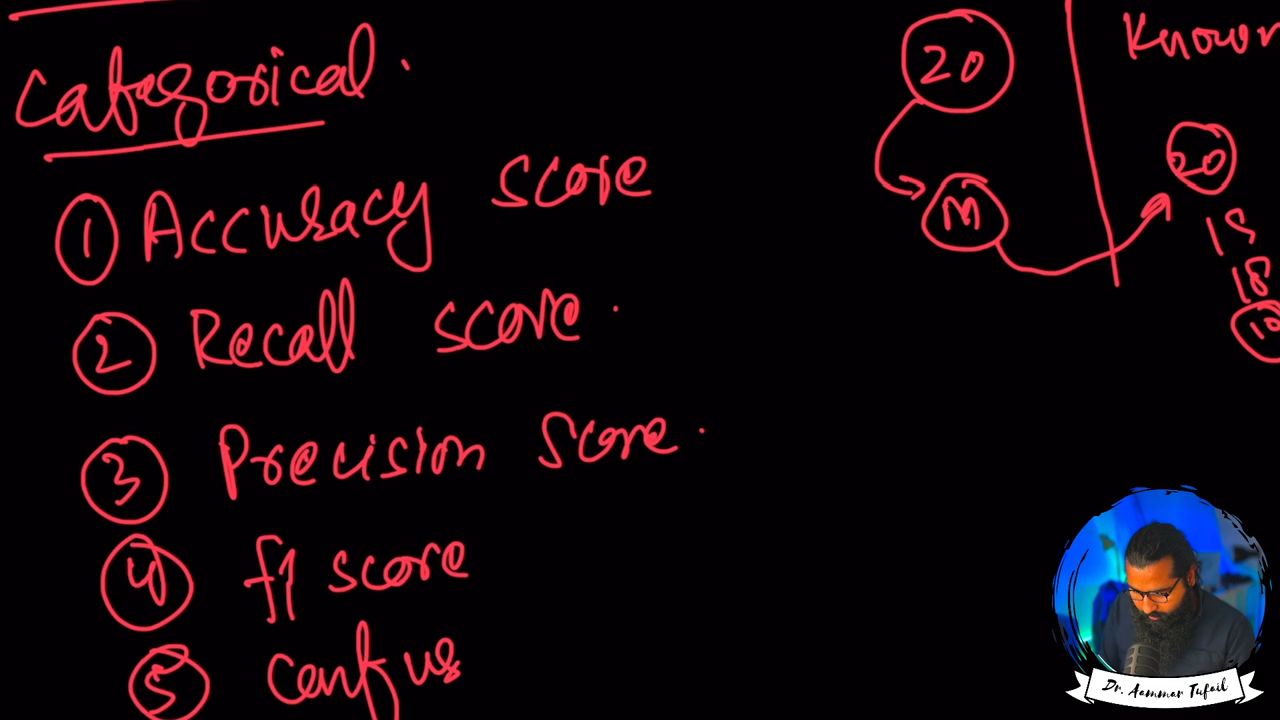 Categorical.
① Accuracy score
② Recall score.
③ Precision score.
④ f1 score
⑤ confus
20
M
Known
20
15
18
10
Dr. Aammar Tufail